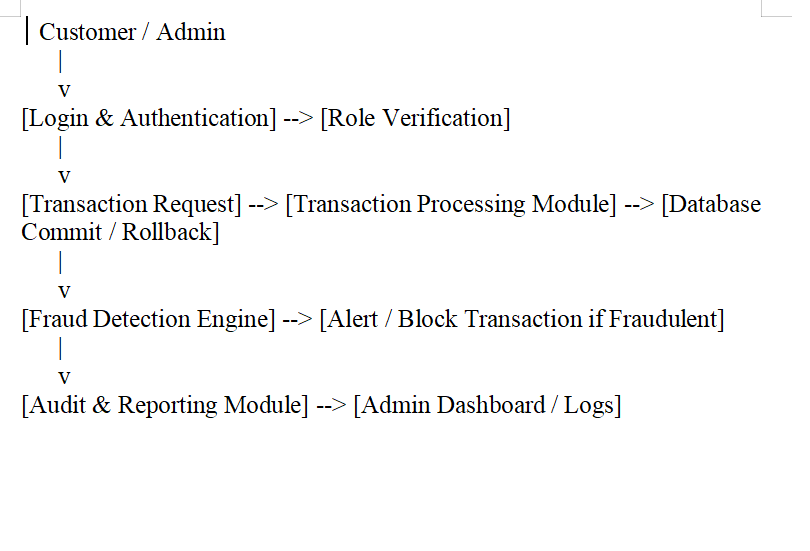 Customer / Admin
|
v
[Login & Authentication] --> [Role Verification]
|
v
[Transaction Request] --> [Transaction Processing Module] --> [Database
Commit / Rollback]
|
v
[Fraud Detection Engine] --> [Alert / Block Transaction if Fraudulent]
|
v
[Audit & Reporting Module] --> [Admin Dashboard / Logs]